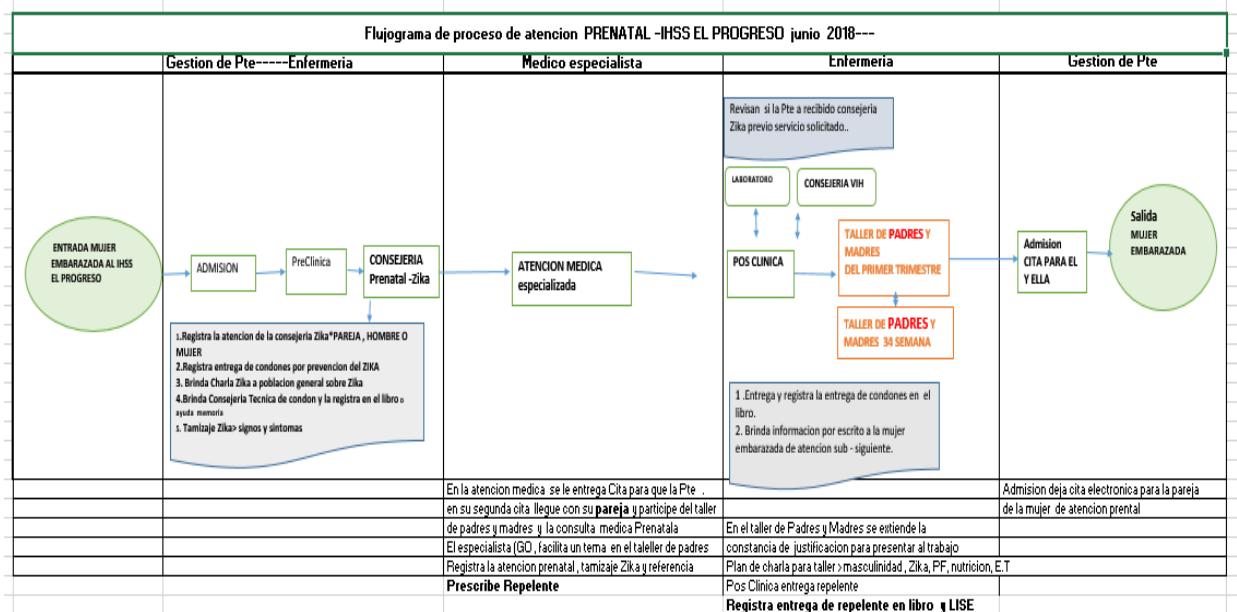 Flujograma de proceso de atencion PRENATAL -IHSS EL PROGRESO junio 2018---
Gestion de Pte-----Enfermeria
Medico especialista
Enfermeria
Gestion de Pte
ENTRADA MUJER
EMBARAZADA AL IHSS
EL PROGRESO
ADMISION
PreClinica
CONSEJERIA
Prenatal -Zika
1.Registra la atencion de la consejeria Zika*PAREJA , HOMBRE O
MUJER
2.Registra entrega de condones por prevencion del ZIKA
3. Brinda Charla Zika a poblacion general sobre Zika
4.Brinda Consejeria Tecnica de condon y la registra en el libro o
ayuda memoria
5. Tamizaje Zika> signos y sintomas
ATENCION MEDICA
especializada
Revisan si la Pte a recibido consejeria
Zika previo servicio solicitado..
LABORATORO
CONSEJERIA VIH
POS CLINICA
TALLER DE PADRES Y
MADRES
DEL PRIMER TRIMESTRE
TALLER DE PADRES Y
MADRES 34 SEMANA
1 .Entrega y registra la entrega de condones en el
libro.
2. Brinda informacion por escrito a la mujer
embarazada de atencion sub - siguiente.
Admision
CITA PARA EL
Y ELLA
Salida
MUJER
EMBARAZADA
En la atencion medica se le entrega Cita para que la Pte .
en su segunda cita llegue con su pareja y participe del taller
de padres y madres y la consulta medica Prenatala
El especialista (GO , facilita un tema en el taleller de padres
Registra la atencion prenatal , tamizaje Zika y referencia
Prescribe Repelente
En el taller de Padres y Madres se extiende la
constancia de justificacion para presentar al trabajo
Plan de charla para taller > masculinidad , Zika, PF, nutricion, E.T
Pos Clinica entrega repelente
Registra entrega de repelente en libro y LISE
Admision deja cita electronica para la pareja
de la mujer de atencion prental